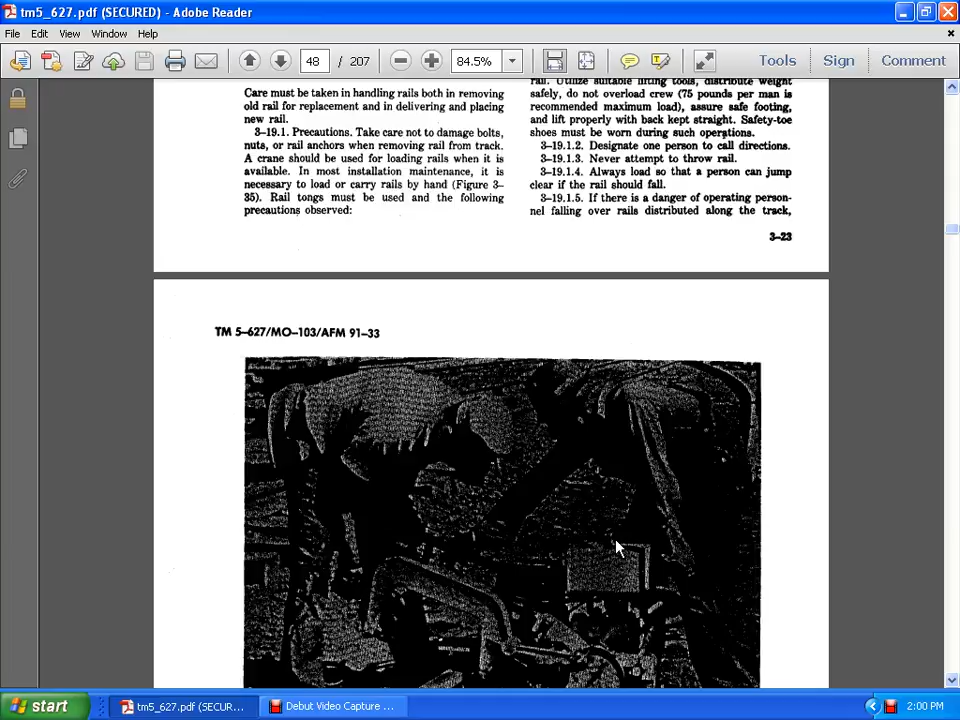 tm5_627.pdf (SECURED) - Adobe Reader
File Edit View Window Help
48 / 207 84.5% Tools Sign Comment
Care must be taken in handling rails both in removing
old rail for replacement and in delivering and placing
new rail.
3–19.1. Precautions. Take care not to damage bolts,
nuts, or rail anchors when removing rail from track.
A crane should be used for loading rails when it is
available. In most installation maintenance, it is
necessary to load or carry rails by hand (Figure 3–
35). Rail tongs must be used and the following
precautions observed:
rail. Utilize suitable lifting tools, distribute weight
safely, do not overload crew (75 pounds per man is
recommended maximum load), assure safe footing,
and lift properly with back kept straight. Safety-toe
shoes must be worn during such operations.
3–19.1.2. Designate one person to call directions.
3–19.1.3. Never attempt to throw rail.
3–19.1.4. Always load so that a person can jump
clear if the rail should fall.
3–19.1.5. If there is a danger of operating person-
nel falling over rails distributed along the track,
3–23
TM 5–627/MO–103/AFM 91–33
start tm5_627.pdf (SECUR... Debut Video Capture ... 2:00 PM